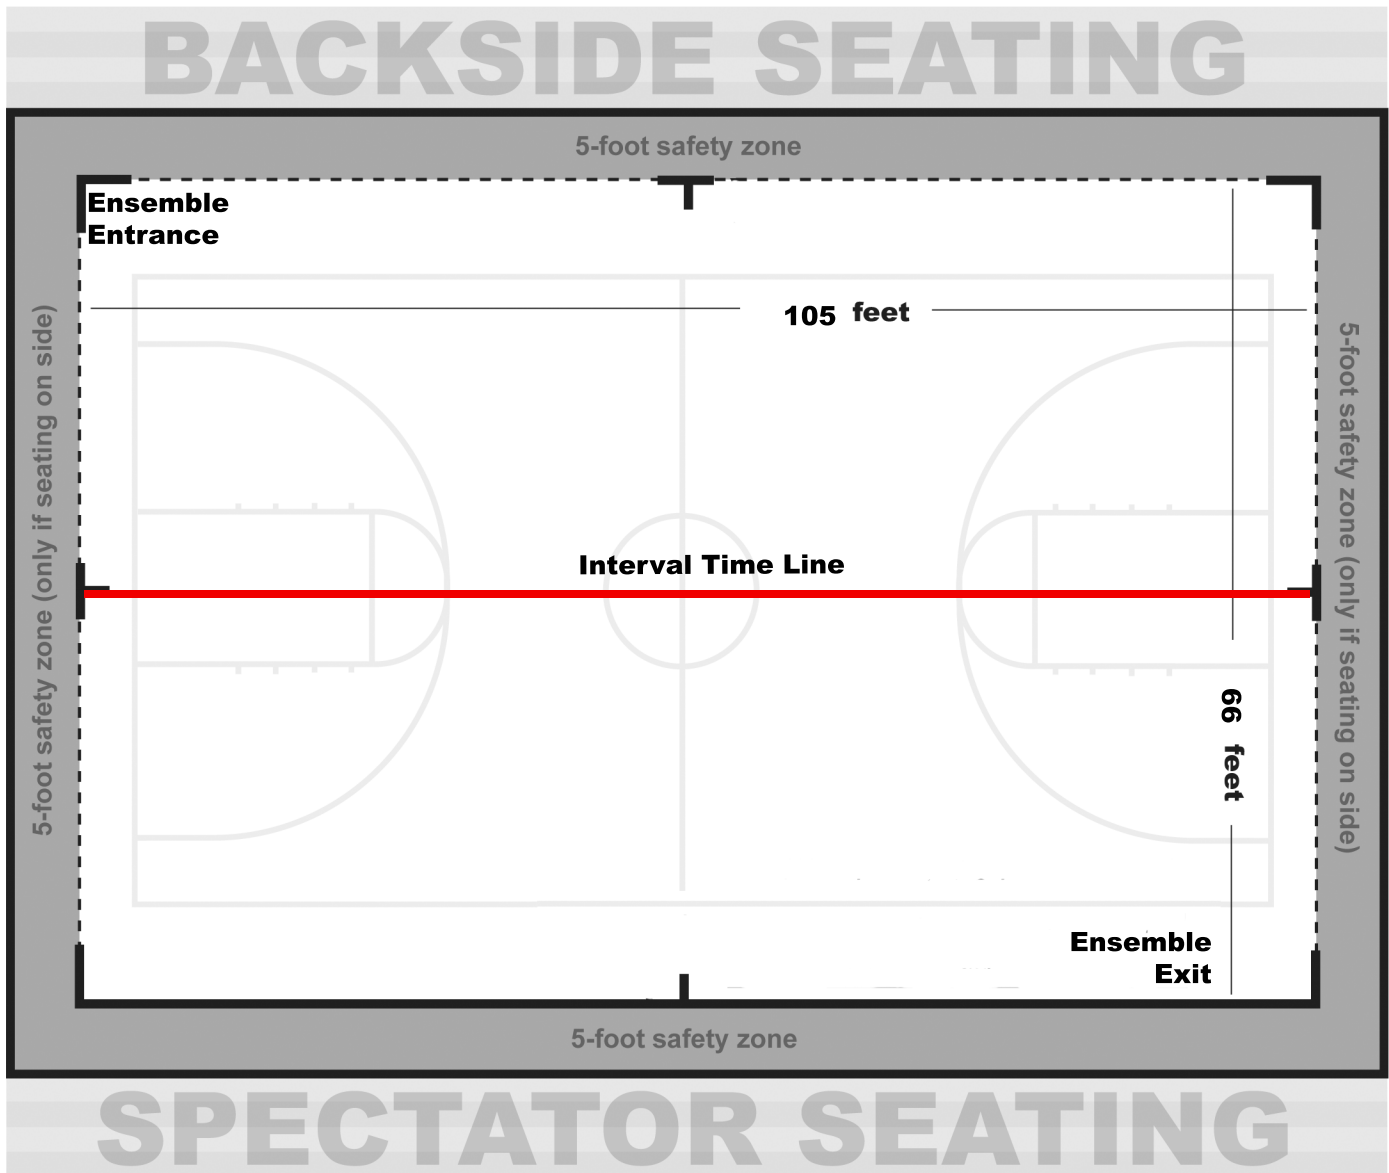 BACKSIDE SEATING
5-foot safety zone
Ensemble
Entrance
105 feet
5-foot safety zone (only if seating on side)
5-foot safety zone (only if seating on side)
Interval Time Line
66 feet
Ensemble
Exit
5-foot safety zone
SPECTATOR SEATING